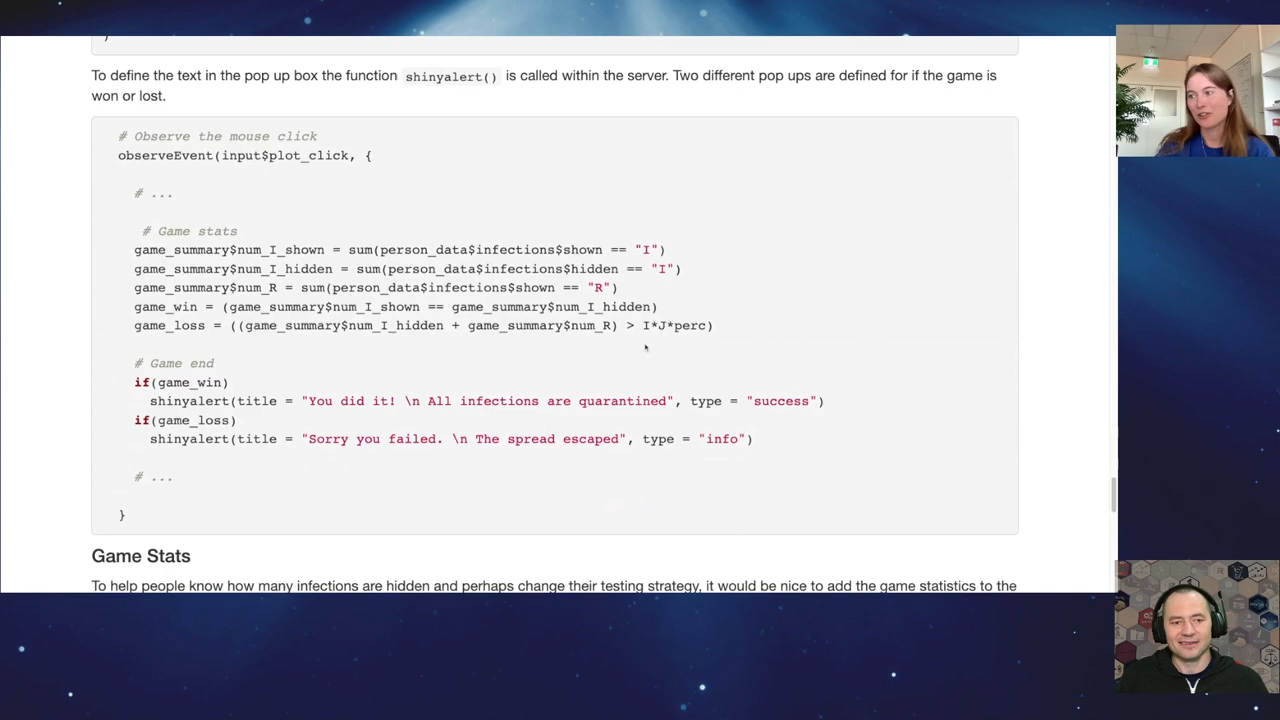 }
To define the text in the pop up box the function shinyalert() is called within the server. Two different pop ups are defined for if the game is
won or lost.
# Observe the mouse click
observeEvent(input$plot_click, {
# ...
# Game stats
game_summary$num_I_shown = sum(person_data$infections$shown == "I")
game_summary$num_I_hidden = sum(person_data$infections$hidden == "I")
game_summary$num_R = sum(person_data$infections$shown == "R")
game_win = (game_summary$num_I_shown == game_summary$num_I_hidden)
game_loss = ((game_summary$num_I_hidden + game_summary$num_R) > I*J*perc)
# Game end
if(game_win)
shinyalert(title = "You did it! \n All infections are quarantined", type = "success")
if(game_loss)
shinyalert(title = "Sorry you failed. \n The spread escaped", type = "info")
# ...
}
Game Stats
To help people know how many infections are hidden and perhaps change their testing strategy, it would be nice to add the game statistics to the